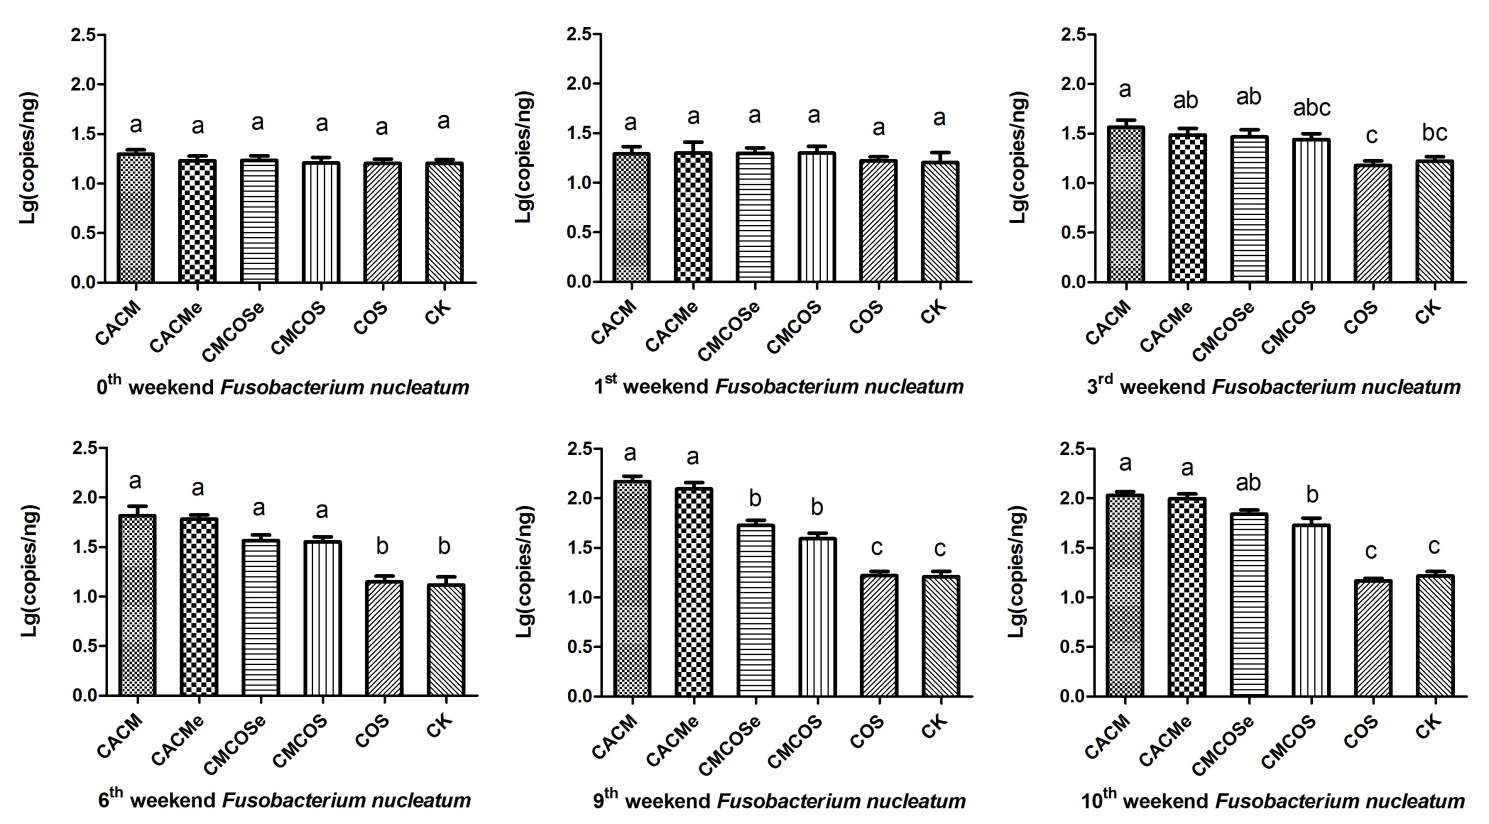 Lg(copies/ng)
2.5
2.0
1.5
1.0
0.5
0.0
a a a a a a
CACM CACMe CMCOSe CMCOS COS CK
0th weekend Fusobacterium nucleatum
Lg(copies/ng)
2.5
2.0
1.5
1.0
0.5
0.0
a a a a a a
CACM CACMe CMCOSe CMCOS COS CK
1st weekend Fusobacterium nucleatum
Lg(copies/ng)
2.5
2.0
1.5
1.0
0.5
0.0
a ab ab abc c bc
CACM CACMe CMCOSe CMCOS COS CK
3rd weekend Fusobacterium nucleatum
Lg(copies/ng)
2.5
2.0
1.5
1.0
0.5
0.0
a a a a b b
CACM CACMe CMCOSe CMCOS COS CK
6th weekend Fusobacterium nucleatum
Lg(copies/ng)
2.5
2.0
1.5
1.0
0.5
0.0
a a b b c c
CACM CACMe CMCOSe CMCOS COS CK
9th weekend Fusobacterium nucleatum
Lg(copies/ng)
2.5
2.0
1.5
1.0
0.5
0.0
a a ab b c c
CACM CACMe CMCOSe CMCOS COS CK
10th weekend Fusobacterium nucleatum